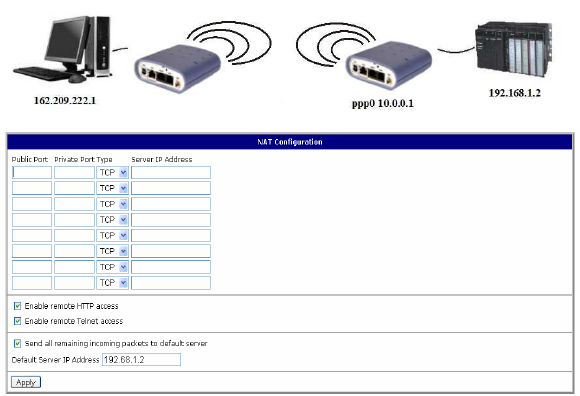 162.209.222.1
ppp0 10.0.0.1
192.168.1.2
NAT Configuration
Public Port Private Port Type Server IP Address
TCP
TCP
TCP
TCP
TCP
TCP
TCP
TCP
Enable remote HTTP access
Enable remote Telnet access
Send all remaining incoming packets to default server
Default Server IP Address 192.68.1.2
Apply